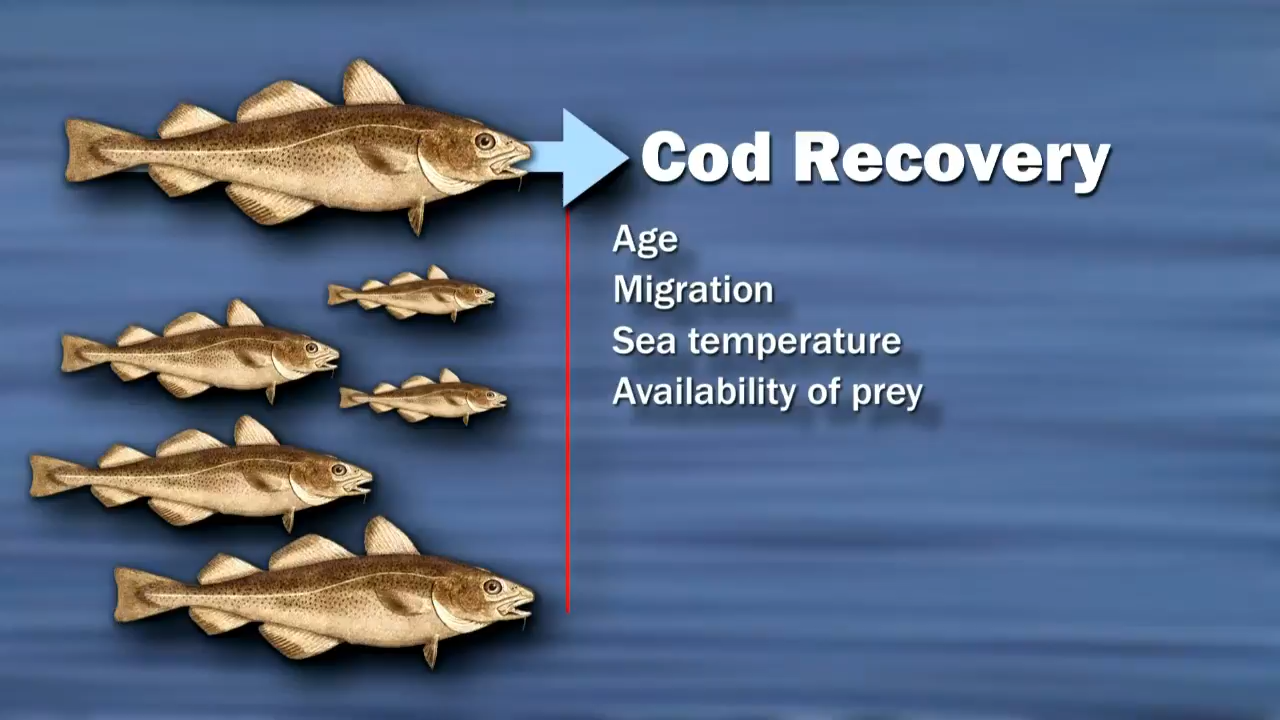 Cod Recovery
Age
Migration
Sea temperature
Availability of prey